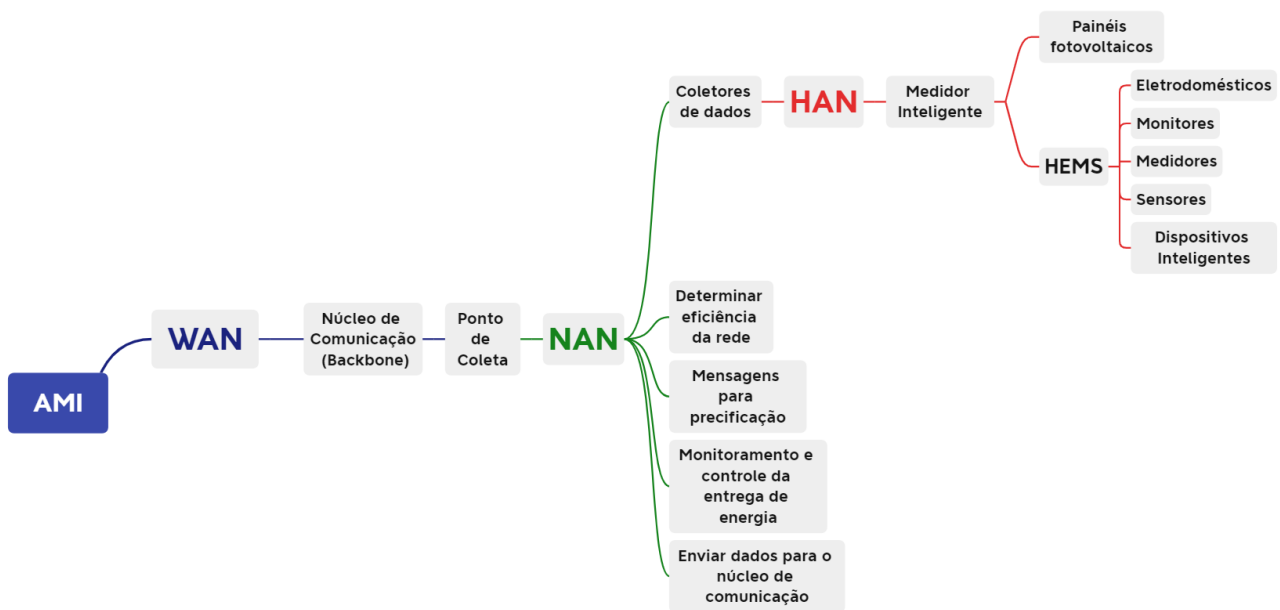 AMI
WAN
Núcleo de
Comunicação
(Backbone)
Ponto
de
Coleta
NAN
Coletores
de dados
HAN
Medidor
Inteligente
Painéis
fotovoltaicos
HEMS
Eletrodomésticos
Monitores
Medidores
Sensores
Dispositivos
Inteligentes
Determinar
eficiência
da rede
Mensagens
para
precificação
Monitoramento e
controle da
entrega de
energia
Enviar dados para o
núcleo de
comunicação